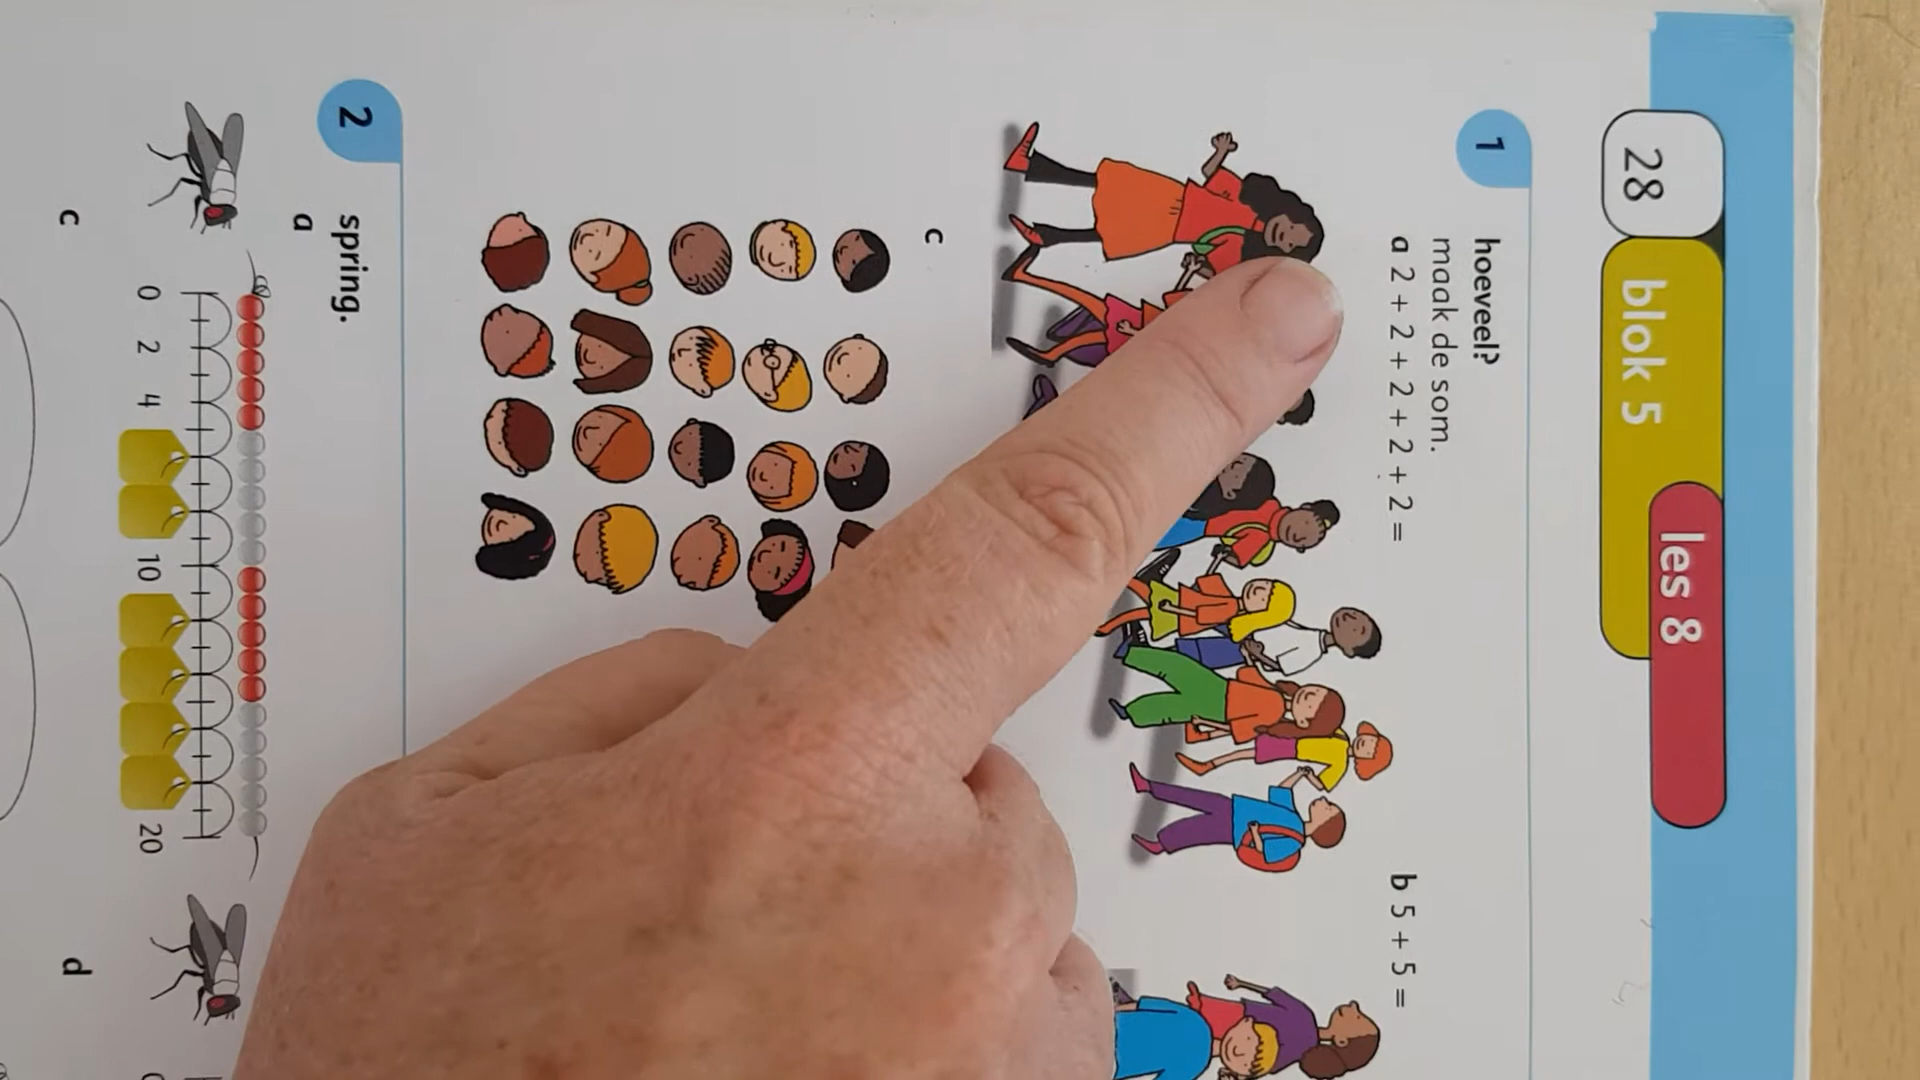 28
blok 5
les 8
1
hoeveel?
maak de som.
a 2 + 2 + 2 + 2 + 2 =
b 5 + 5 =
c
2
spring.
a
0 2 4 10 20
c
d